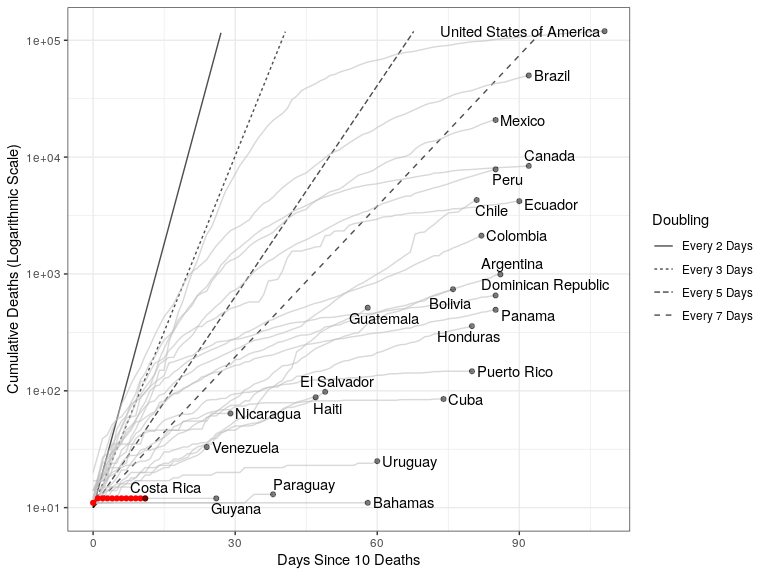 Cumulative Deaths (Logarithmic Scale)
1e+05
1e+04
1e+03
1e+02
1e+01
United States of America
Brazil
Mexico
Canada
Peru
Chile
Ecuador
Colombia
Argentina
Dominican Republic
Bolivia
Guatemala
Panama
Honduras
El Salvador
Puerto Rico
Haiti
Cuba
Nicaragua
Venezuela
Uruguay
Costa Rica
Paraguay
Guyana
Bahamas
0
30
60
90
Days Since 10 Deaths
Doubling
Every 2 Days
Every 3 Days
Every 5 Days
Every 7 Days